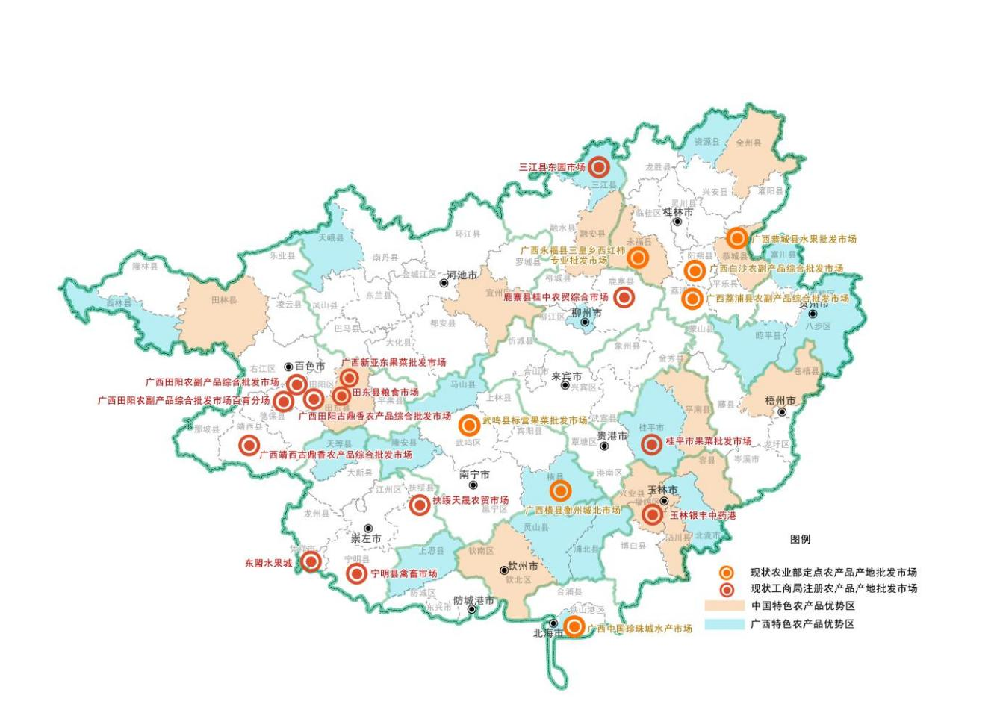 资源县
全州县
三江县东园市场
龙胜县
三江县
兴安县
灌阳县
灵川县
桂林市
临桂区
融水县
环江县
融安县
永福县
天峨县
广西恭城县水果批发市场
广西永福县三皇乡西红柿
专业批发市场
罗城县
阳朔县
恭城县
富川县
乐业县
南丹县
隆林县
广西白沙农副产品综合批发市场
金城江区
河池市
柳城县
鹿寨县
平乐县
宜州
东兰县
鹿寨县桂中农贸综合市场
广西荔浦县农副产品综合批发市场
西林县
田林县
凌云县
凤山县
贺州市
柳江区
柳州市
都安县
巴马县
蒙山县
八步区
昭平县
忻城县
大化县
象州县
金秀县
广西新亚东果菜批发市场
右江区
百色市
合山市
来宾市
苍梧县
广西田阳农副产品综合批发市场
田阳区
马山县
兴宾区
田东县粮食市场
广西田阳农副产品综合批发市场百育分场
平果县
上林县
梧州市
藤县
平南县
田东县
德保县
广西田阳古鼎香农产品综合批发市场
武鸣县标营果菜批发市场
武宣县
那坡县
靖西县
宾阳县
桂平市
贵港市
覃塘区
桂平市果菜批发市场
天等县
隆安县
武鸣区
龙圩区
广西靖西古鼎香农产品综合批发市场
容县
岑溪市
大新县
南宁市
横县
港南区
江州区
扶绥县
兴业县
玉林市
扶绥天晟农贸市场
福绵区
邕宁区
广西横县衡州城北市场
龙州县
玉林银丰中药港
灵山县
崇左市
陆川县
北流市
图例
凭祥市
上思县
钦南区
浦北县
博白县
东盟水果城
宁明县
宁明县禽畜市场
钦州市
钦北区
现状农业部定点农产品产地批发市场
现状工商局注册农产品产地批发市场
防城区
合浦县
防城港市
东兴市
中国特色农产品优势区
铁山港区
广西特色农产品优势区
北海市
广西中国珍珠城水产市场